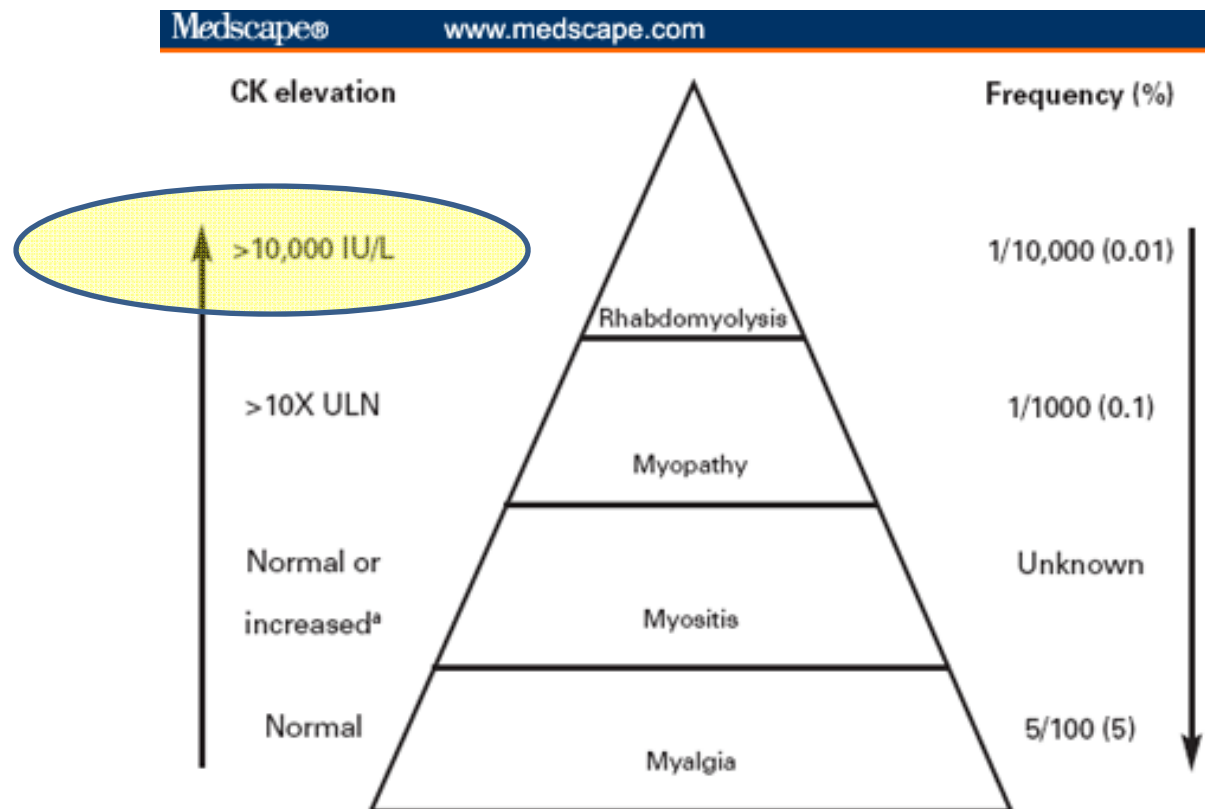 Medscape® www.medscape.com
CK elevation Frequency (%)
>10,000 IU/L 1/10,000 (0.01)
Rhabdomyolysis
>10X ULN 1/1000 (0.1)
Myopathy
Normal or Unknown
increasedᵃ Myositis
Normal 5/100 (5)
Myalgia